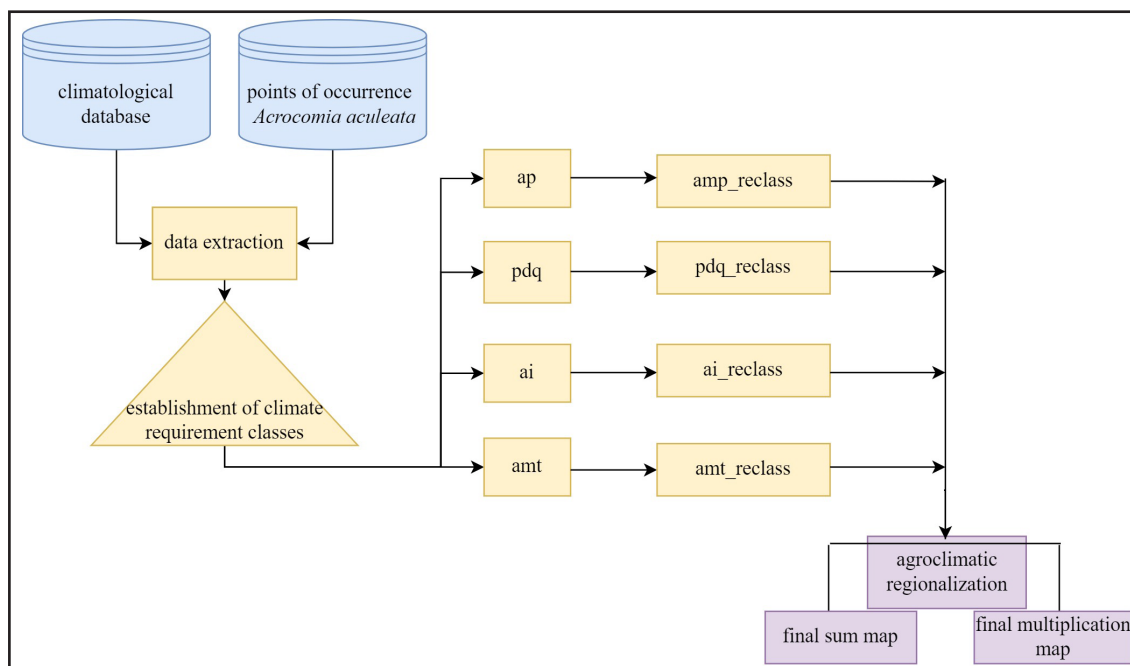 climatological
database
points of occurrence
Acrocomia aculeata
data extraction
establishment of climate
requirement classes
ap
amp_reclass
pdq
pdq_reclass
ai
ai_reclass
amt
amt_reclass
agroclimatic
regionalization
final sum map
final multiplication
map